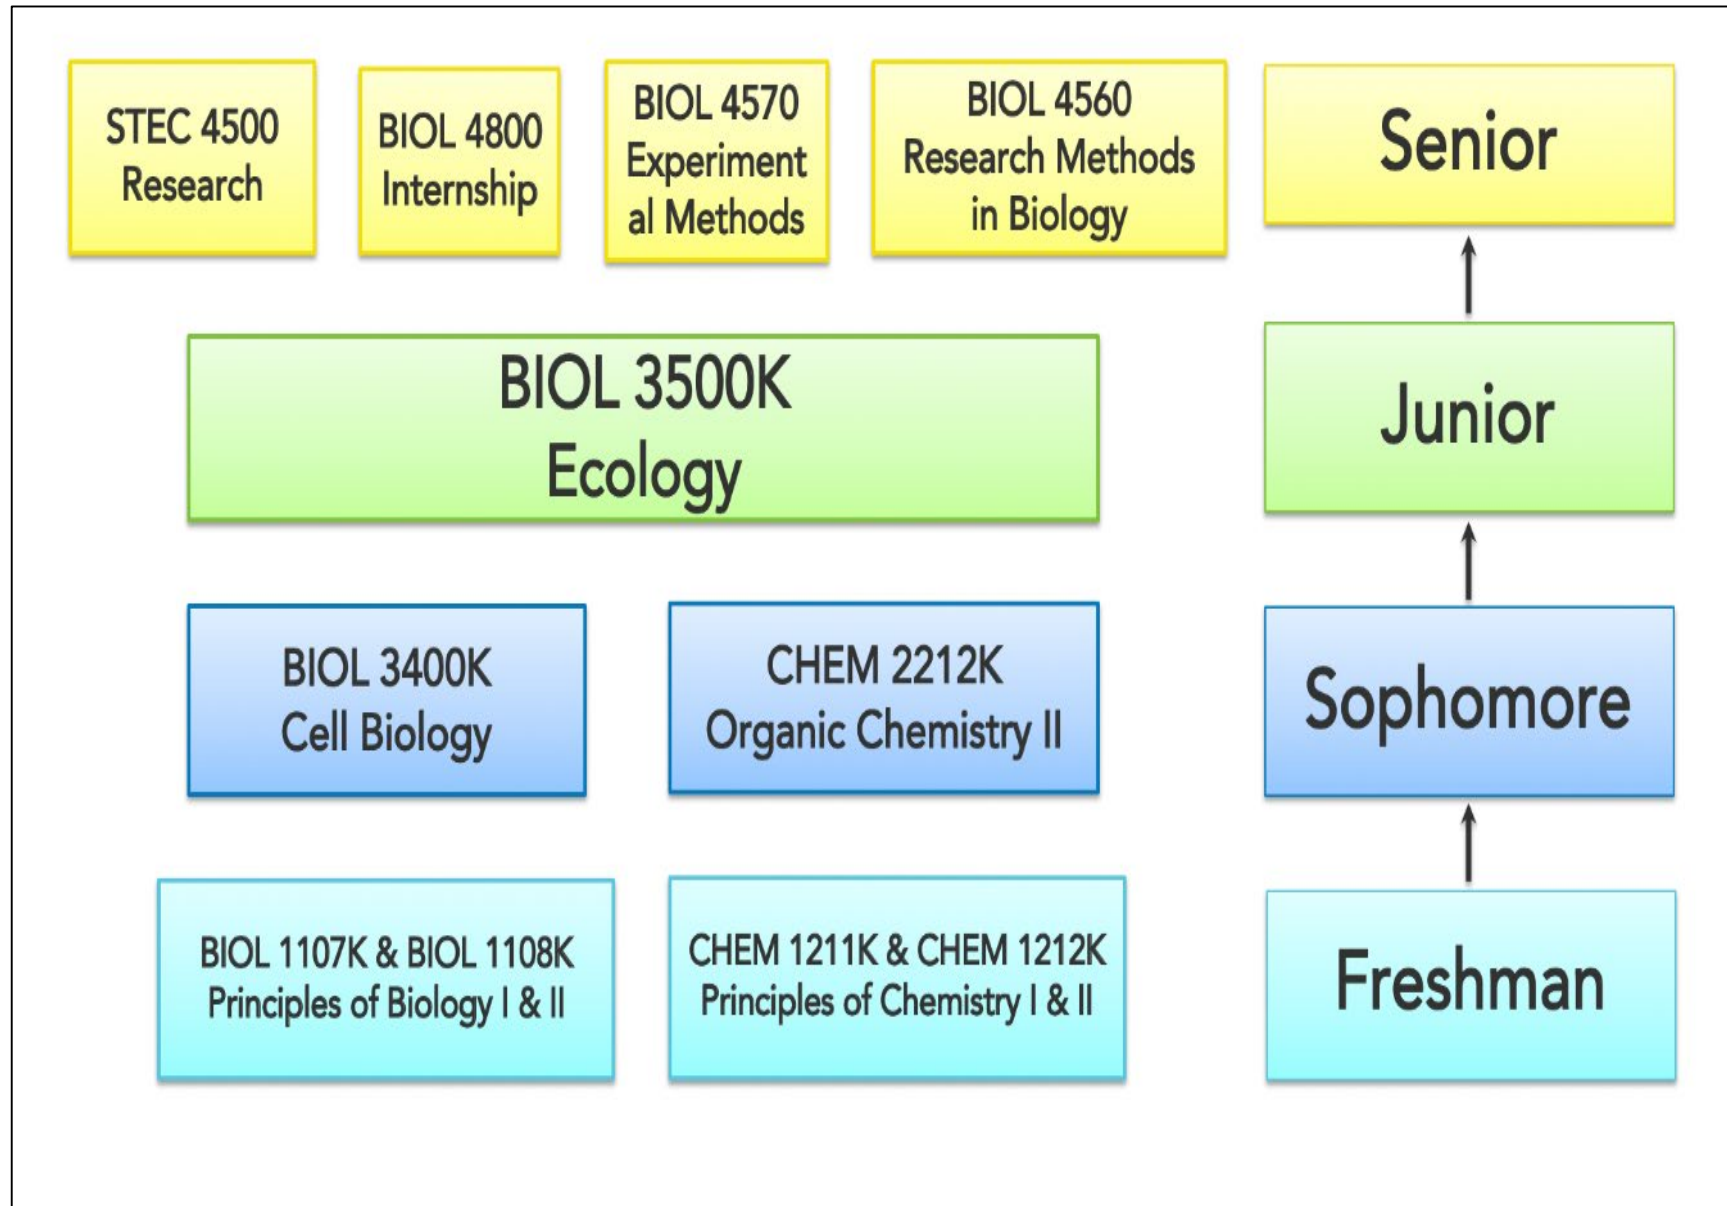 STEC 4500
Research
BIOL 4800
Internship
BIOL 4570
Experiment
al Methods
BIOL 4560
Research Methods
in Biology
Senior
BIOL 3500K
Ecology
Junior
BIOL 3400K
Cell Biology
CHEM 2212K
Organic Chemistry II
Sophomore
BIOL 1107K & BIOL 1108K
Principles of Biology I & II
CHEM 1211K & CHEM 1212K
Principles of Chemistry I & II
Freshman